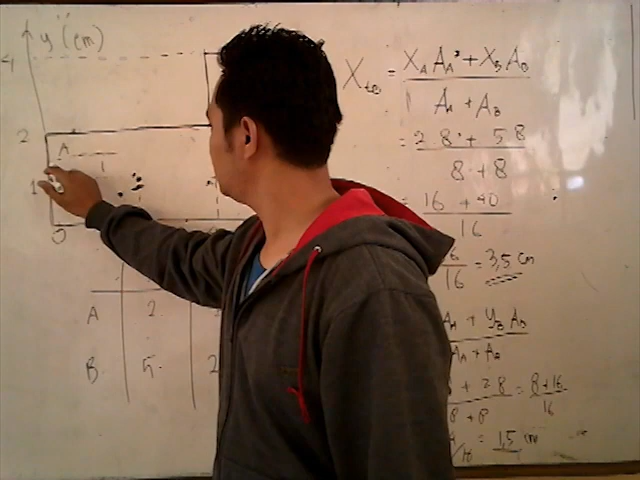 y (cm)
4
2
A
1
1
0
A 2
B 5 2
X = X_A A_A + X_B A_B
A_A + A_B
= 2 8 + 5 8
8 + 8
= 16 + 40
16
6
16 = 3,5 cm
A_A + y_B A_B
A_A + A_B
+ 2 8 = 8 + 16
8 + 8 16
= 1,5 cm